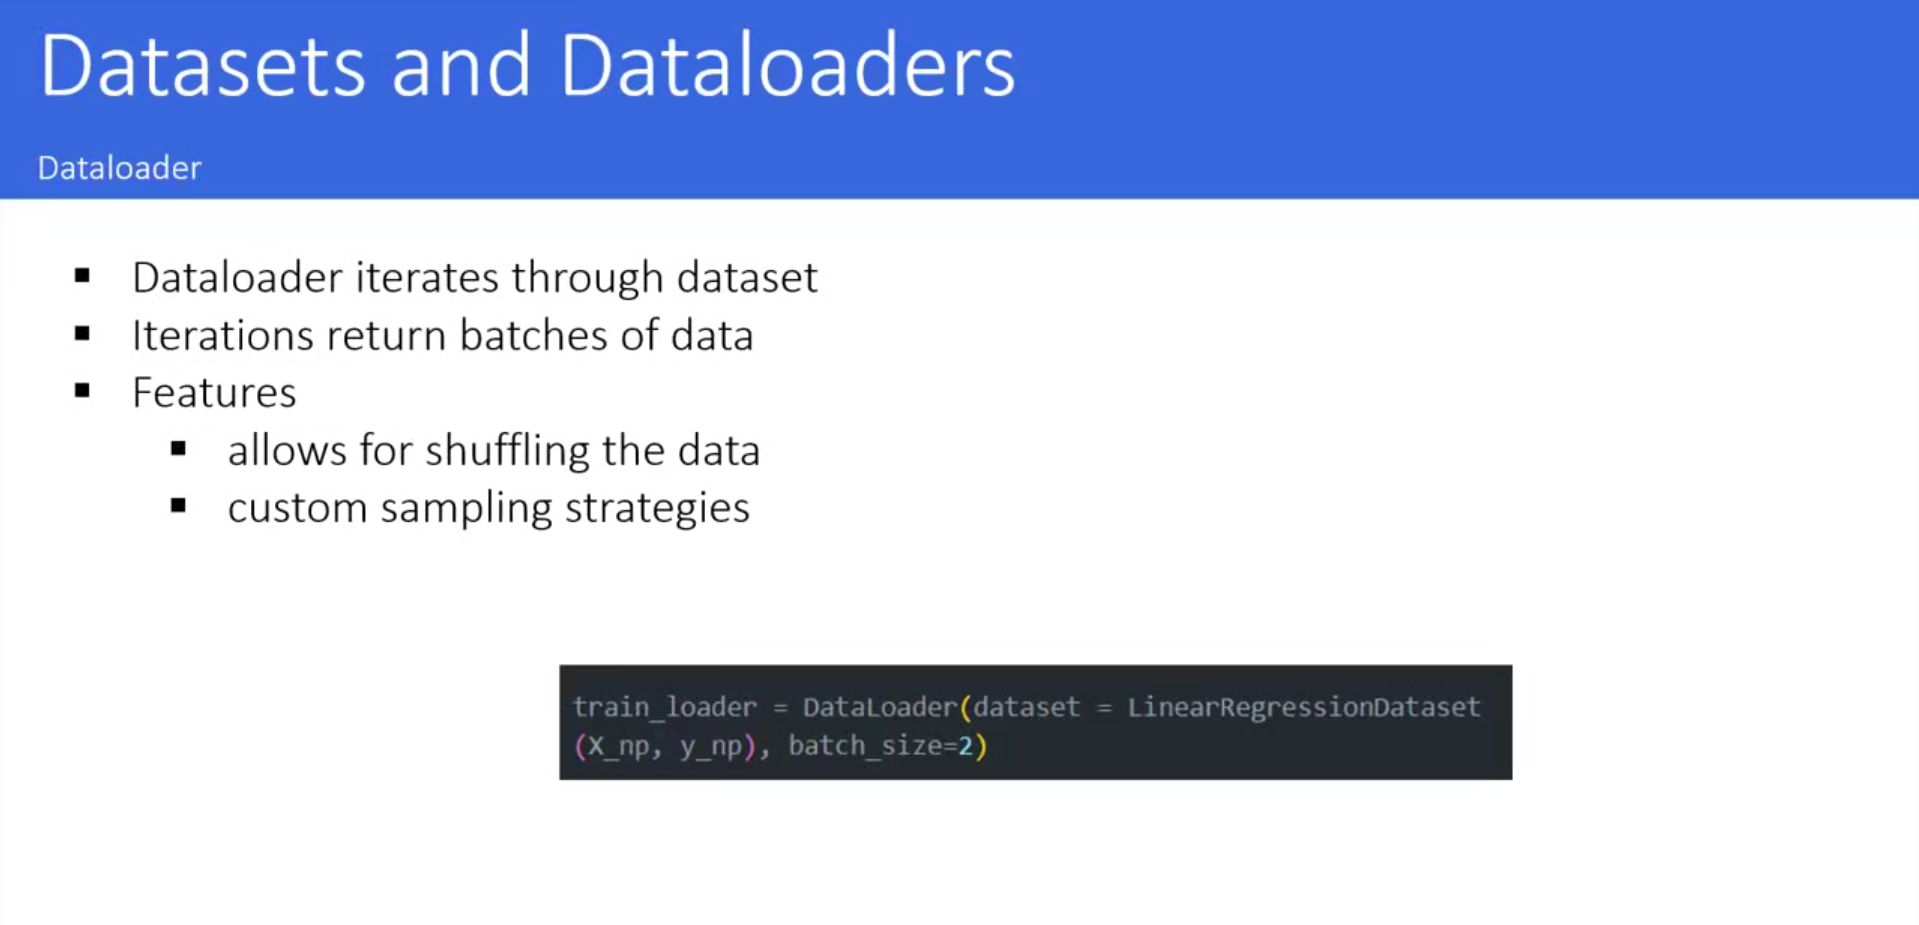 Datasets and Dataloaders
Dataloader
▪ Dataloader iterates through dataset
▪ Iterations return batches of data
▪ Features
▪ allows for shuffling the data
▪ custom sampling strategies
train_loader = DataLoader(dataset = LinearRegressionDataset
(X_np, y_np), batch_size=2)